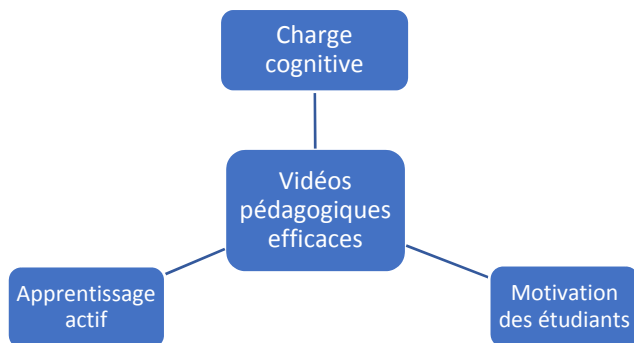 Charge
cognitive
Vidéos
pédagogiques
efficaces
Apprentissage
actif
Motivation
des étudiants